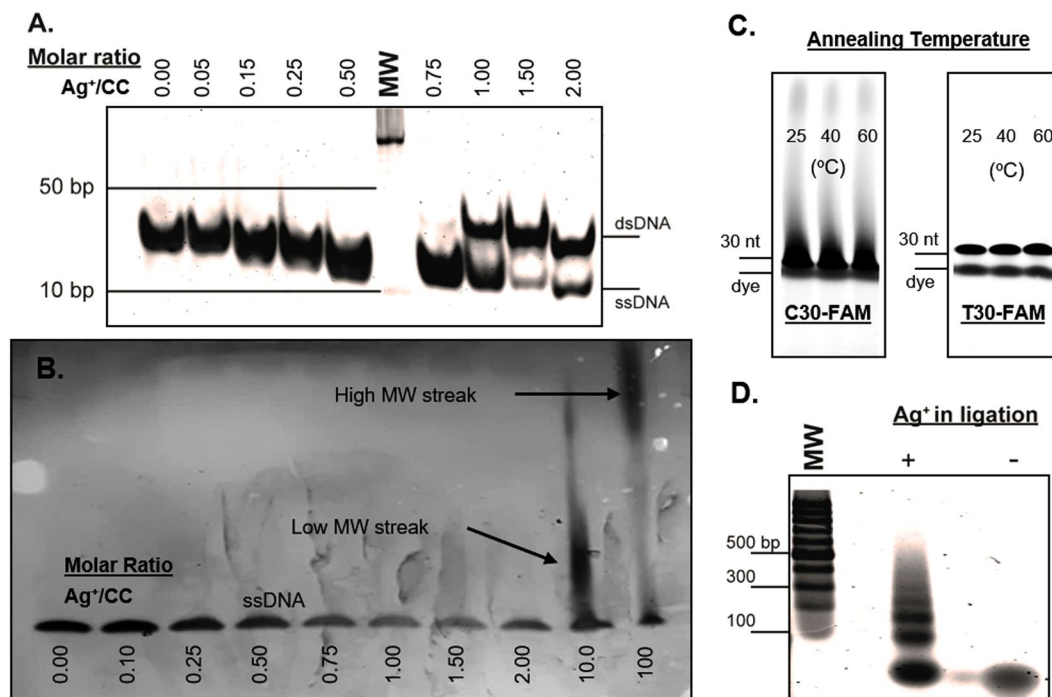 A.
Molar ratio
Ag⁺/CC
0.00 0.05 0.15 0.25 0.50 MW 0.75 1.00 1.50 2.00
50 bp
dsDNA
10 bp
ssDNA
B.
High MW streak
Low MW streak
Molar Ratio
Ag⁺/CC
ssDNA
0.00 0.10 0.25 0.50 0.75 1.00 1.50 2.00 10.0 100
C.
Annealing Temperature
25 40 60
(ºC)
30 nt
dye
C30-FAM
25 40 60
(ºC)
30 nt
dye
T30-FAM
D.
Ag⁺ in ligation
MW + -
500 bp
300
100